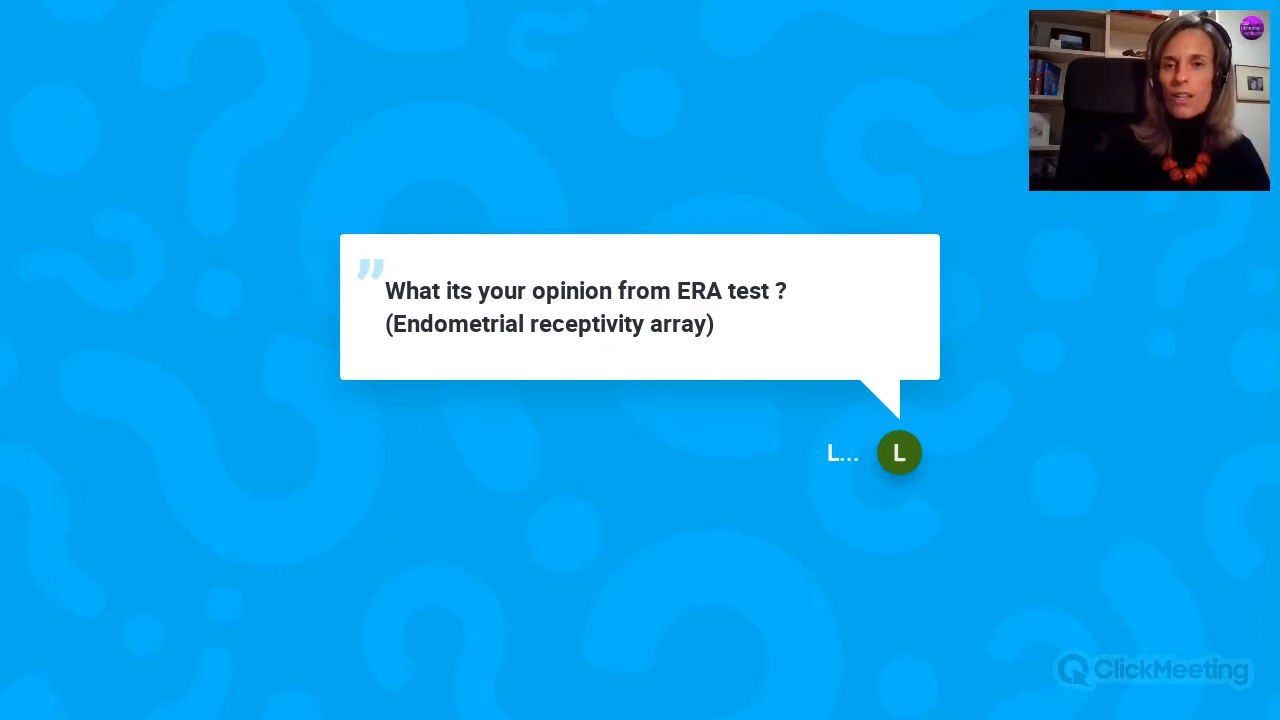 What its your opinion from ERA test ?
(Endometrial receptivity array)
L...
L
ClickMeeting